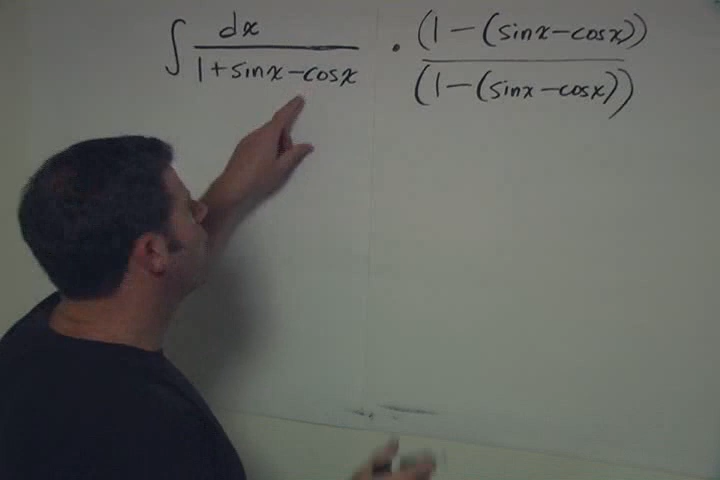 ∫ dx / (1 + sinx - cosx) · (1 - (sinx - cosx)) / (1 - (sinx - cosx))